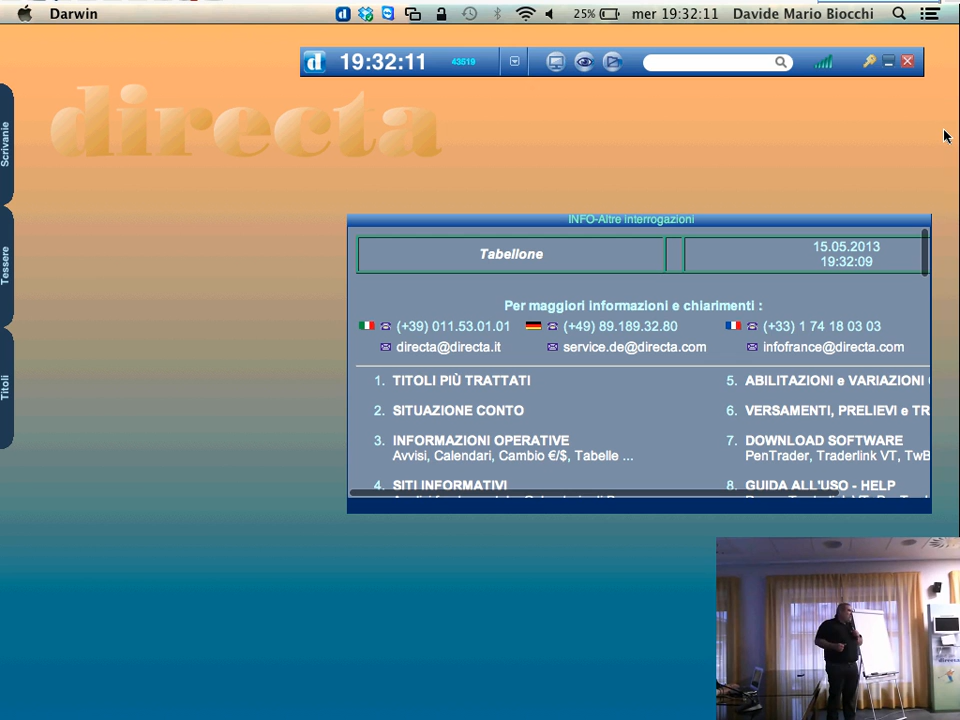 Darwin 25% mer 19:32:11 Davide Mario Biocchi
19:32:11 43519
directa
Scrivanie
Tessere
Titoli
INFO-Altre interrogazioni
Tabellone
15.05.2013
19:32:09
Per maggiori informazioni e chiarimenti :
(+39) 011.53.01.01 (+49) 89.189.32.80 (+33) 1 74 18 03 03
directa@directa.it service.de@directa.com infofrance@directa.com
1. TITOLI PIÙ TRATTATI
5. ABILITAZIONI e VARIAZIONI
2. SITUAZIONE CONTO
6. VERSAMENTI, PRELIEVI e TR
3. INFORMAZIONI OPERATIVE
Avvisi, Calendari, Cambio €/$, Tabelle ...
7. DOWNLOAD SOFTWARE
PenTrader, Traderlink VT, TwB
4. SITI INFORMATIVI
8. GUIDA ALL'USO - HELP
directa